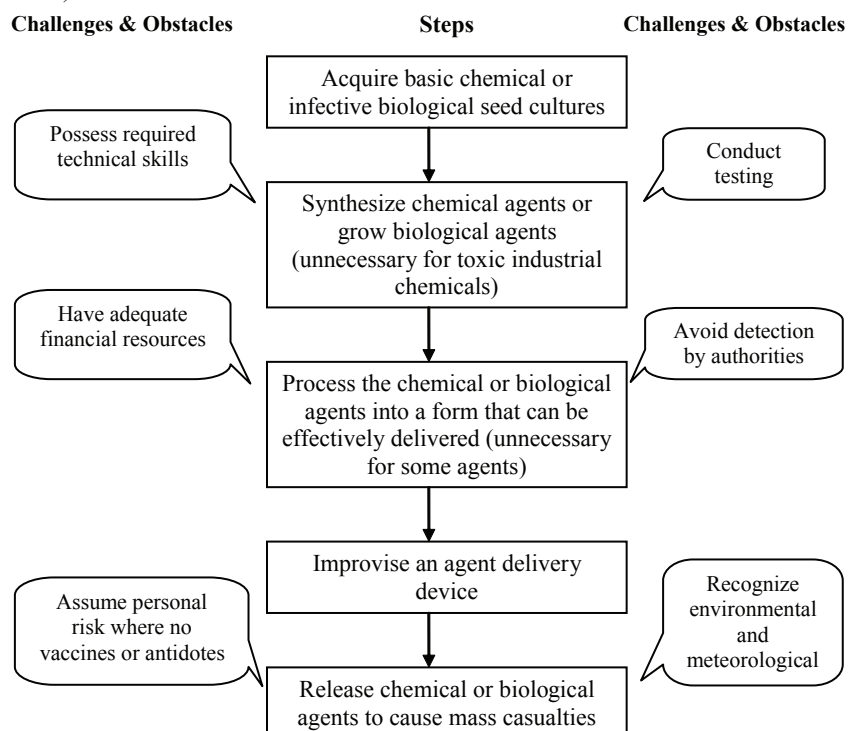 Challenges & Obstacles
Steps
Challenges & Obstacles
Acquire basic chemical or
infective biological seed cultures
Possess required
technical skills
Conduct
testing
Synthesize chemical agents or
grow biological agents
(unnecessary for toxic industrial
chemicals)
Have adequate
financial resources
Avoid detection
by authorities
Process the chemical or biological
agents into a form that can be
effectively delivered (unnecessary
for some agents)
Improvise an agent delivery
device
Assume personal
risk where no
vaccines or antidotes
Recognize
environmental
and
meteorological
Release chemical or biological
agents to cause mass casualties